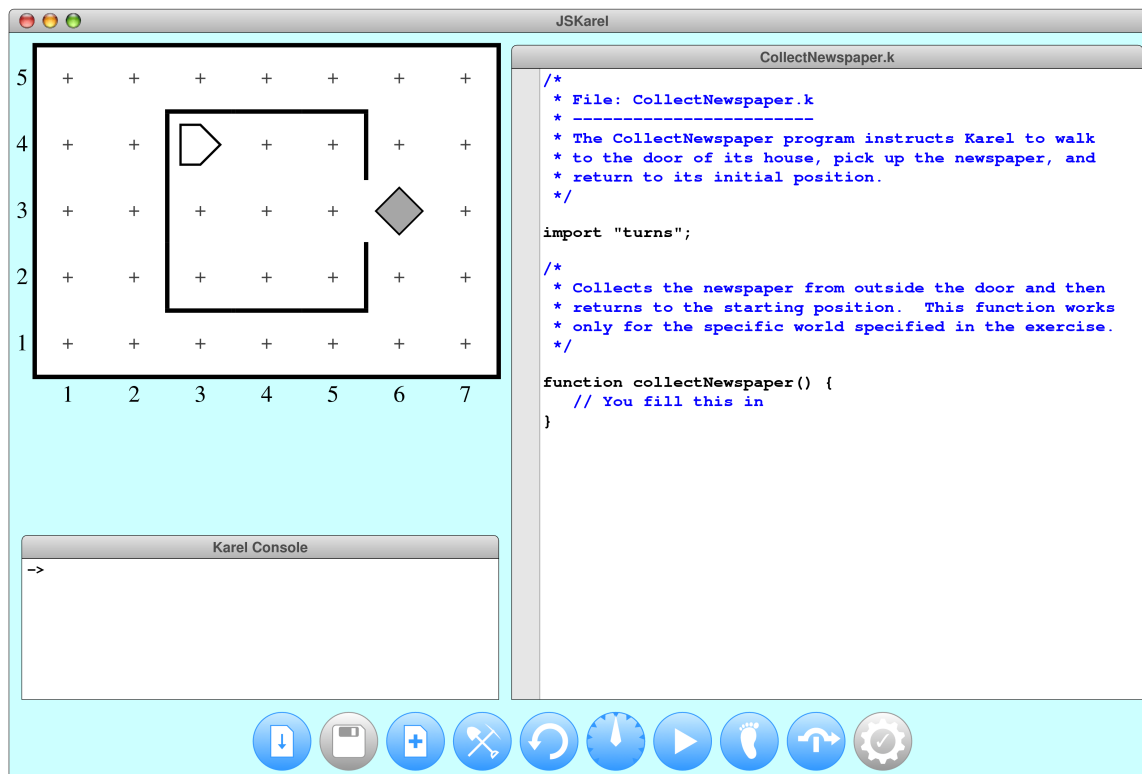 JSKarel
5
4
3
2
1
1 2 3 4 5 6 7
Karel Console
->
CollectNewspaper.k
/*
 * File: CollectNewspaper.k
 * ------------------------
 * The CollectNewspaper program instructs Karel to walk
 * to the door of its house, pick up the newspaper, and
 * return to its initial position.
 */
import "turns";
/*
 * Collects the newspaper from outside the door and then
 * returns to the starting position.  This function works
 * only for the specific world specified in the exercise.
 */
function collectNewspaper() {
   // You fill this in
}